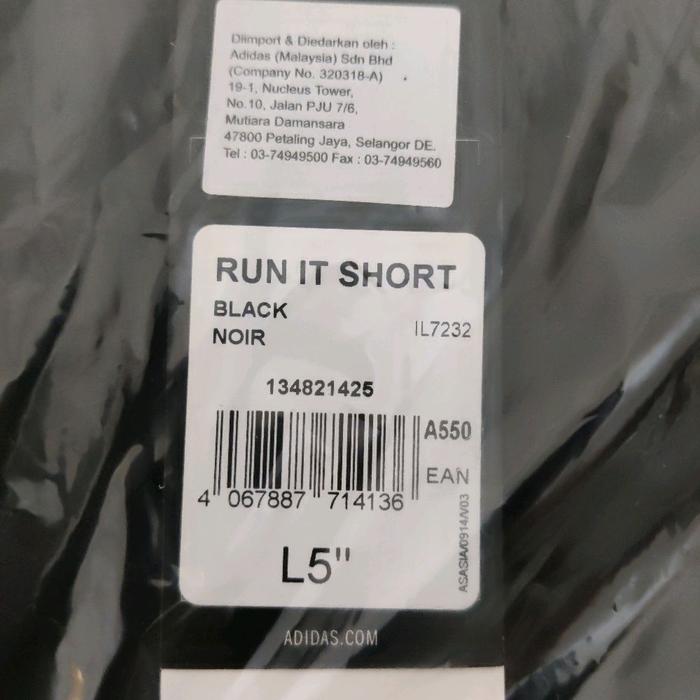 Diimport & Diedarkan oleh :
Adidas (Malaysia) Sdn Bhd
(Company No. 320318-A)
19-1, Nucleus Tower,
No.10, Jalan PJU 7/6,
Mutiara Damansara
47800 Petaling Jaya, Selangor DE.
Tel : 03-74949500 Fax : 03-74949560
RUN IT SHORT
BLACK
NOIR IL7232
134821425
A550
EAN
4 067887 714136
L5"
ASASIA/0914/V03
ADIDAS.COM